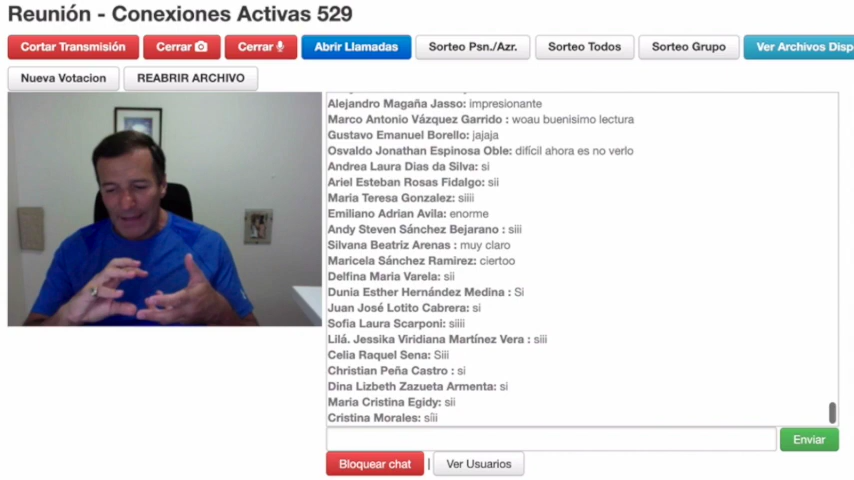 Reunión - Conexiones Activas 529
Cortar Transmisión Cerrar Cerrar Abrir Llamadas Sorteo Psn./Azr. Sorteo Todos Sorteo Grupo Ver Archivos Disp
Nueva Votacion REABRIR ARCHIVO
Alejandro Magaña Jasso: impresionante
Marco Antonio Vázquez Garrido : woau buenisimo lectura
Gustavo Emanuel Borello: jajaja
Osvaldo Jonathan Espinosa Oble: difícil ahora es no verlo
Andrea Laura Dias da Silva: si
Ariel Esteban Rosas Fidalgo: sii
Maria Teresa Gonzalez: siiii
Emiliano Adrian Avila: enorme
Andy Steven Sánchez Bejarano : siii
Silvana Beatriz Arenas : muy claro
Maricela Sánchez Ramirez: ciertoo
Delfina Maria Varela: sii
Dunia Esther Hernández Medina : Si
Juan José Lotito Cabrera: si
Sofia Laura Scarponi: siiii
Lilá. Jessika Viridiana Martínez Vera : siii
Celia Raquel Sena: Siii
Christian Peña Castro : si
Dina Lizbeth Zazueta Armenta: si
Maria Cristina Egidy: sii
Cristina Morales: síii
Enviar
Bloquear chat | Ver Usuarios